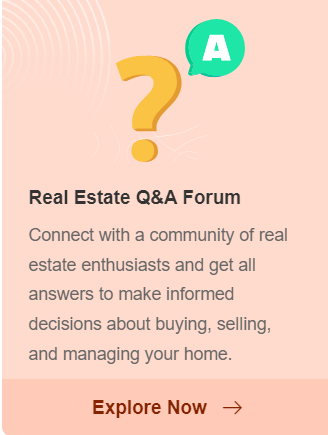 A
Real Estate Q&A Forum
Connect with a community of real
estate enthusiasts and get all
answers to make informed
decisions about buying, selling,
and managing your home.
Explore Now →